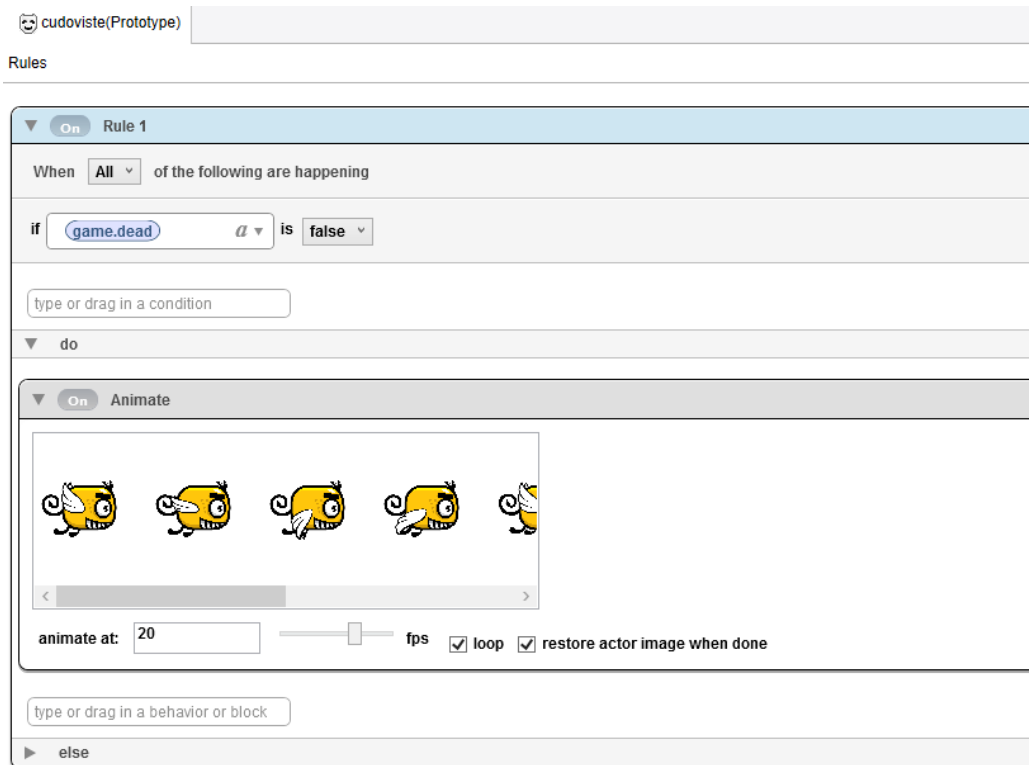 cudoviste(Prototype)
Rules
On Rule 1
When All of the following are happening
if game.dead a is false
type or drag in a condition
do
On Animate
animate at: 20 fps loop restore actor image when done
type or drag in a behavior or block
else